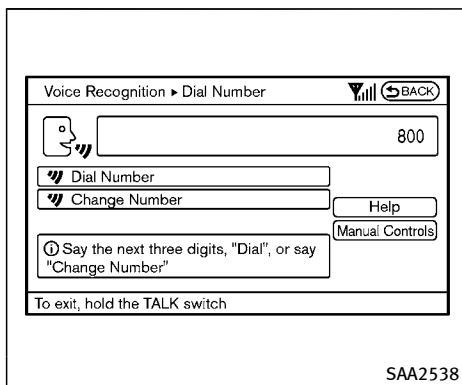 Voice Recognition ▸ Dial Number
BACK
800
Dial Number
Change Number
Help
Manual Controls
Say the next three digits, "Dial", or say
"Change Number"
To exit, hold the TALK switch
SAA2538